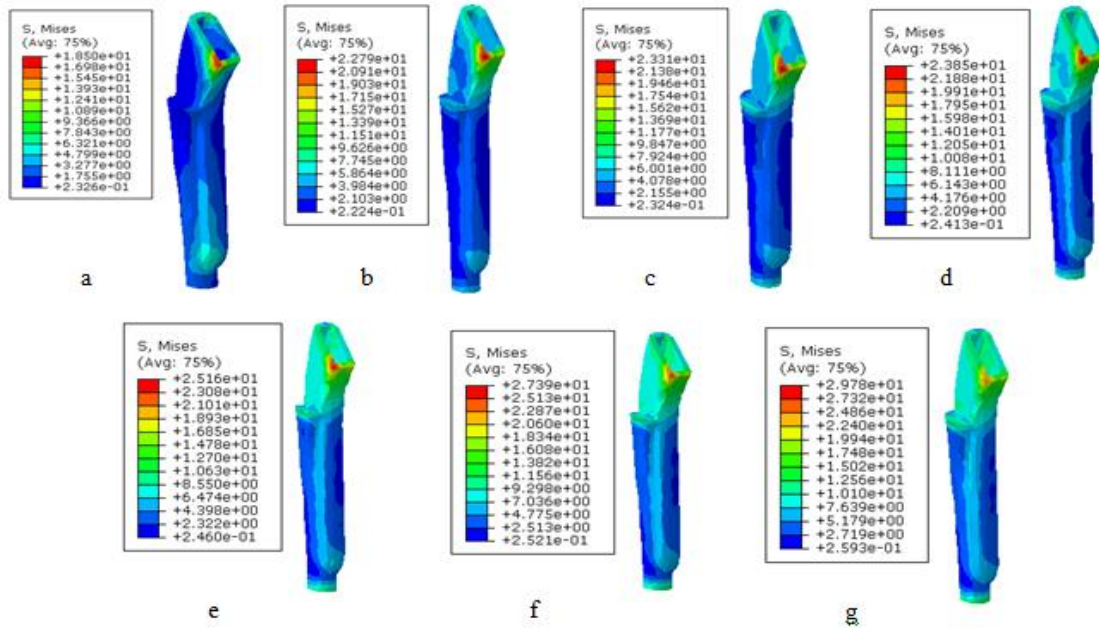 S, Mises
(Avg: 75%)
+1.850e+01
+1.698e+01
+1.545e+01
+1.393e+01
+1.241e+01
+1.089e+01
+9.366e+00
+7.843e+00
+6.321e+00
+4.799e+00
+3.277e+00
+1.755e+00
+2.326e-01
a
S, Mises
(Avg: 75%)
+2.279e+01
+2.091e+01
+1.903e+01
+1.715e+01
+1.527e+01
+1.339e+01
+1.151e+01
+9.626e+00
+7.745e+00
+5.864e+00
+3.984e+00
+2.103e+00
+2.224e-01
b
S, Mises
(Avg: 75%)
+2.331e+01
+2.138e+01
+1.946e+01
+1.754e+01
+1.562e+01
+1.369e+01
+1.177e+01
+9.847e+00
+7.924e+00
+6.001e+00
+4.078e+00
+2.155e+00
+2.324e-01
c
S, Mises
(Avg: 75%)
+2.385e+01
+2.188e+01
+1.991e+01
+1.795e+01
+1.598e+01
+1.401e+01
+1.205e+01
+1.008e+01
+8.111e+00
+6.143e+00
+4.176e+00
+2.209e+00
+2.413e-01
d
S, Mises
(Avg: 75%)
+2.516e+01
+2.308e+01
+2.101e+01
+1.893e+01
+1.685e+01
+1.478e+01
+1.270e+01
+1.063e+01
+8.550e+00
+6.474e+00
+4.398e+00
+2.322e+00
+2.460e-01
e
S, Mises
(Avg: 75%)
+2.739e+01
+2.513e+01
+2.287e+01
+2.060e+01
+1.834e+01
+1.608e+01
+1.382e+01
+1.156e+01
+9.298e+00
+7.036e+00
+4.775e+00
+2.513e+00
+2.521e-01
f
S, Mises
(Avg: 75%)
+2.978e+01
+2.732e+01
+2.486e+01
+2.240e+01
+1.994e+01
+1.748e+01
+1.502e+01
+1.256e+01
+1.010e+01
+7.639e+00
+5.179e+00
+2.719e+00
+2.593e-01
g